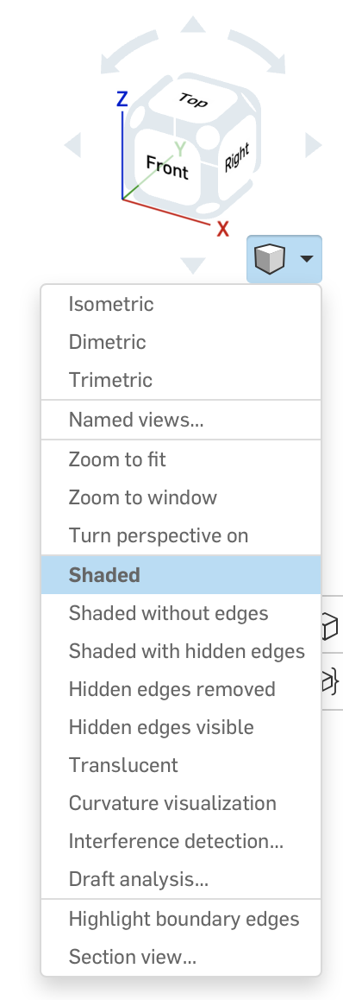 Top
Z
Y
Front
Right
X
Isometric
Dimetric
Trimetric
Named views...
Zoom to fit
Zoom to window
Turn perspective on
Shaded
Shaded without edges
Shaded with hidden edges
Hidden edges removed
Hidden edges visible
Translucent
Curvature visualization
Interference detection...
Draft analysis...
Highlight boundary edges
Section view...